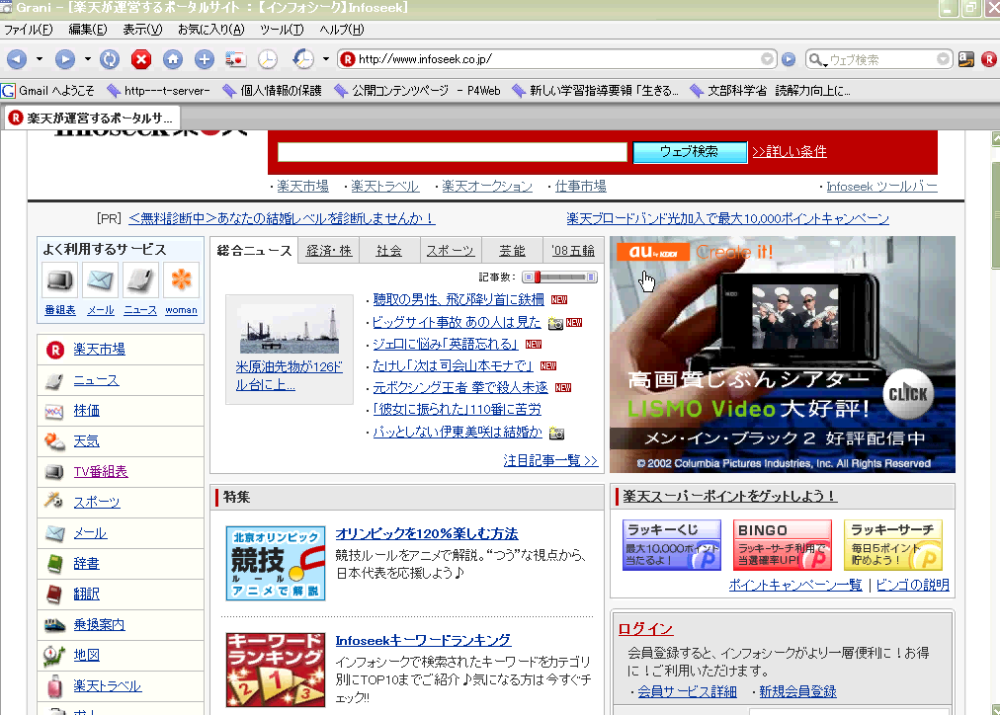 Grani - [楽天が運営するポータルサイト : 【インフォシーク】Infoseek]
ファイル(F) 編集(E) 表示(V) お気に入り(A) ツール(T) ヘルプ(H)
http://www.infoseek.co.jp/
ウェブ検索
Gmail へようこそ http---t-server- 個人情報の保護 公開コンテンツページ - P4Web 新しい学習指導要領 「生きる... 文部科学省 読解力向上に...
楽天が運営するポータルサ...
Infoseek 楽天
ウェブ検索 >>詳しい条件
・楽天市場 ・楽天トラベル ・楽天オークション ・仕事市場 ・Infoseek ツールバー
[PR] <無料診断中>あなたの結婚レベルを診断しませんか！ 楽天ブロードバンド光加入で最大10,000ポイントキャンペーン
よく利用するサービス
番組表 メール ニュース woman
楽天市場
ニュース
株価
天気
TV番組表
スポーツ
メール
辞書
翻訳
乗換案内
地図
楽天トラベル
総合ニュース 経済・株 社会 スポーツ 芸能 '08五輪
記事数:
米原油先物が126ド
ル台に上...
・聴取の男性、飛び降り首に鉄柵 NEW
・ビッグサイト事故 あの人は見た NEW
・ジェロに悩み「英語忘れる」 NEW
・たけし「次は司会山本モナで」 NEW
・元ボクシング王者 拳で殺人未遂 NEW
・「彼女に振られた」110番に苦労
・パッとしない伊東美咲は結婚か
注目記事一覧 >>
特集
北京オリンピック
競技
ルール
アニメで解説
オリンピックを120%楽しむ方法
競技ルールをアニメで解説。“つう”な視点から、
日本代表を応援しよう♪
キーワード
ランキング
2 1 3
Infoseekキーワードランキング
インフォシークで検索されたキーワードをカテゴリ
別にTOP10までご紹介♪気になる方は今すぐチ
ェック!!
au by KDDI Create it!
高画質じぶんシアター
LISMO Video大好評!
CLICK
メン・イン・ブラック2 好評配信中
© 2002 Columbia Pictures Industries, Inc. All Rights Reserved
楽天スーパーポイントをゲットしよう！
ラッキーくじ
最大10,000ポイント
当たるよ！
BINGO
ラッキーサーチ利用で
当選確率UP!
ラッキーサーチ
毎日5ポイント
貯めよう！
ポイントキャンペーン一覧 | ビンゴの説明
ログイン
会員登録すると、インフォシークがより一層便利に！お得
に！ご利用いただけます。
・会員サービス詳細 ・新規会員登録